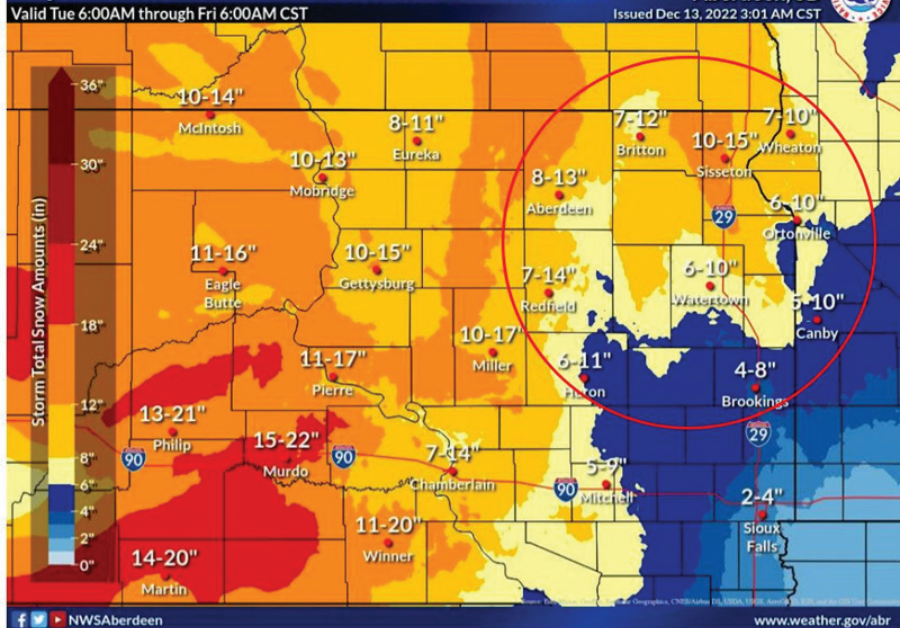 Valid Tue 6:00AM through Fri 6:00AM CST
Issued Dec 13, 2022 3:01 AM CST
Storm Total Snow Amounts (in)
36"
30"
24"
18"
12"
8"
6"
4"
2"
0"
10-14"
McIntosh
8-11"
Eureka
10-13"
Mobridge
7-12"
Britton
10-15"
Sisseton
7-10"
Wheaton
8-13"
Aberdeen
29
6-10"
Ortonville
11-16"
Eagle
Butte
10-15"
Gettysburg
7-14"
Redfield
6-10"
Watertown
5-10"
Canby
10-17"
Miller
11-17"
Pierre
6-11"
Huron
4-8"
Brookings
13-21"
Philip
90
15-22"
Murdo
90
7-14"
Chamberlain
29
90
5-9"
Mitchell
2-4"
Sioux
Falls
11-20"
Winner
14-20"
Martin
NWSAberdeen
www.weather.gov/abr